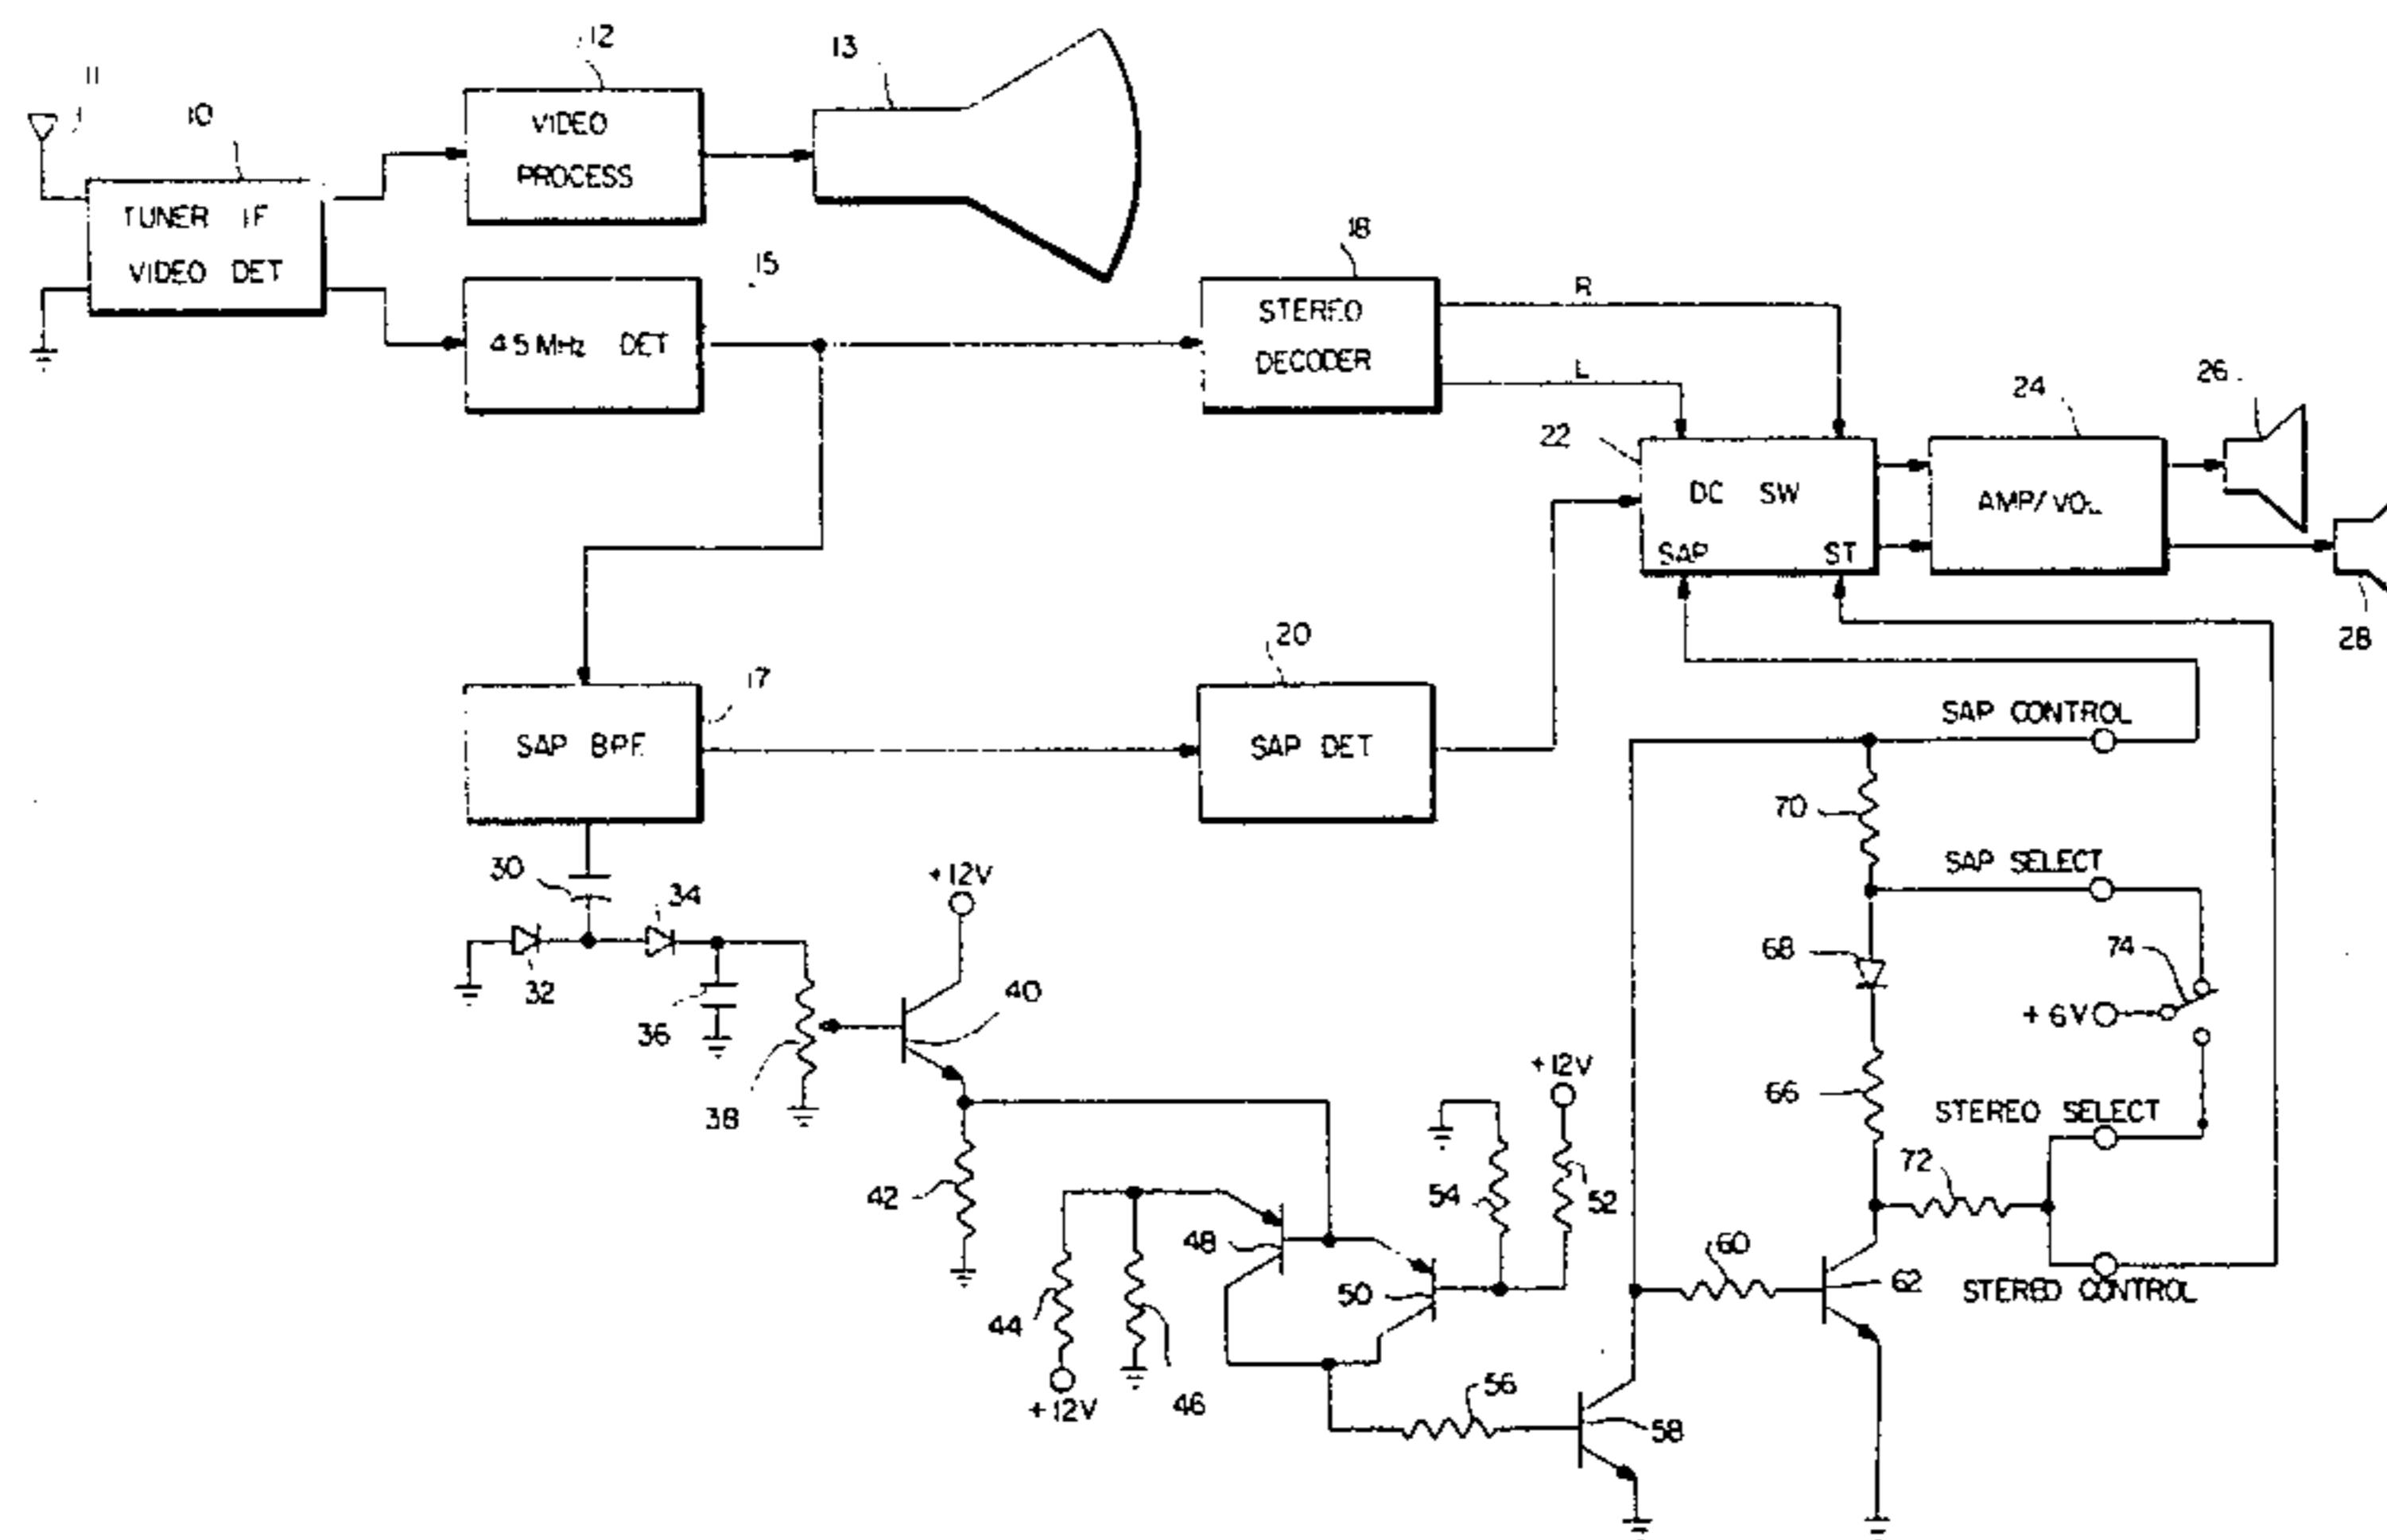 11
10
12
13
TUNER IF
VIDEO DET
VIDEO
PROCESS
15
4.5 MHz DET
18
STEREO
DECODER
R
L
22
24
26
28
DC SW
SAP ST
AMP/VOL
17
SAP BPF
20
SAP DET
SAP CONTROL
70
SAP SELECT
68
74
+6V
66
STEREO SELECT
72
STEREO CONTROL
30
34
32
36
38
+12V
40
42
44
+12V
46
48
50
54
52
+12V
56
58
60
62